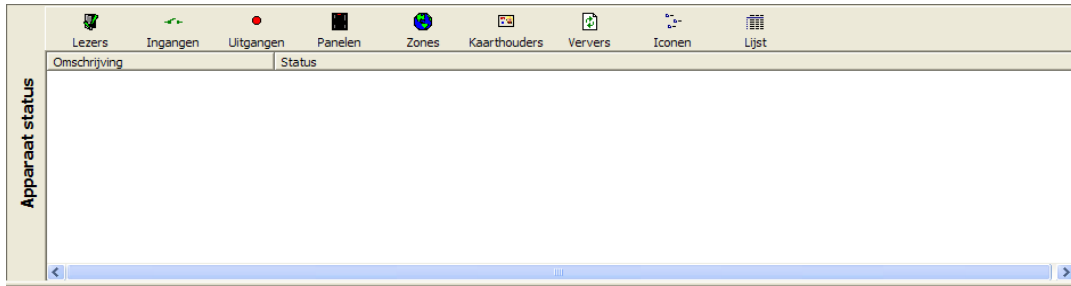 Lezers Ingangen Uitgangen Panelen Zones Kaarthouders Ververs Iconen Lijst
Omschrijving Status
Apparaat status